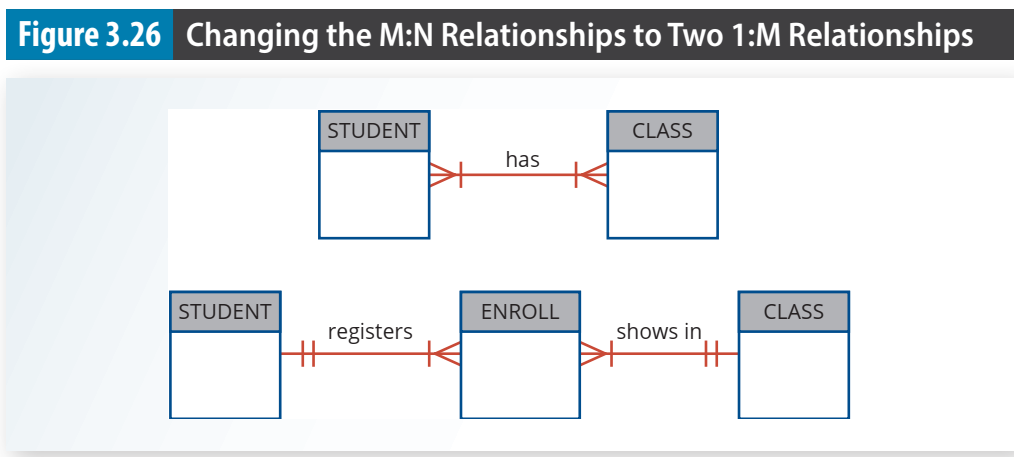 Figure 3.26 Changing the M:N Relationships to Two 1:M Relationships
STUDENT
has
CLASS
STUDENT
registers
ENROLL
shows in
CLASS